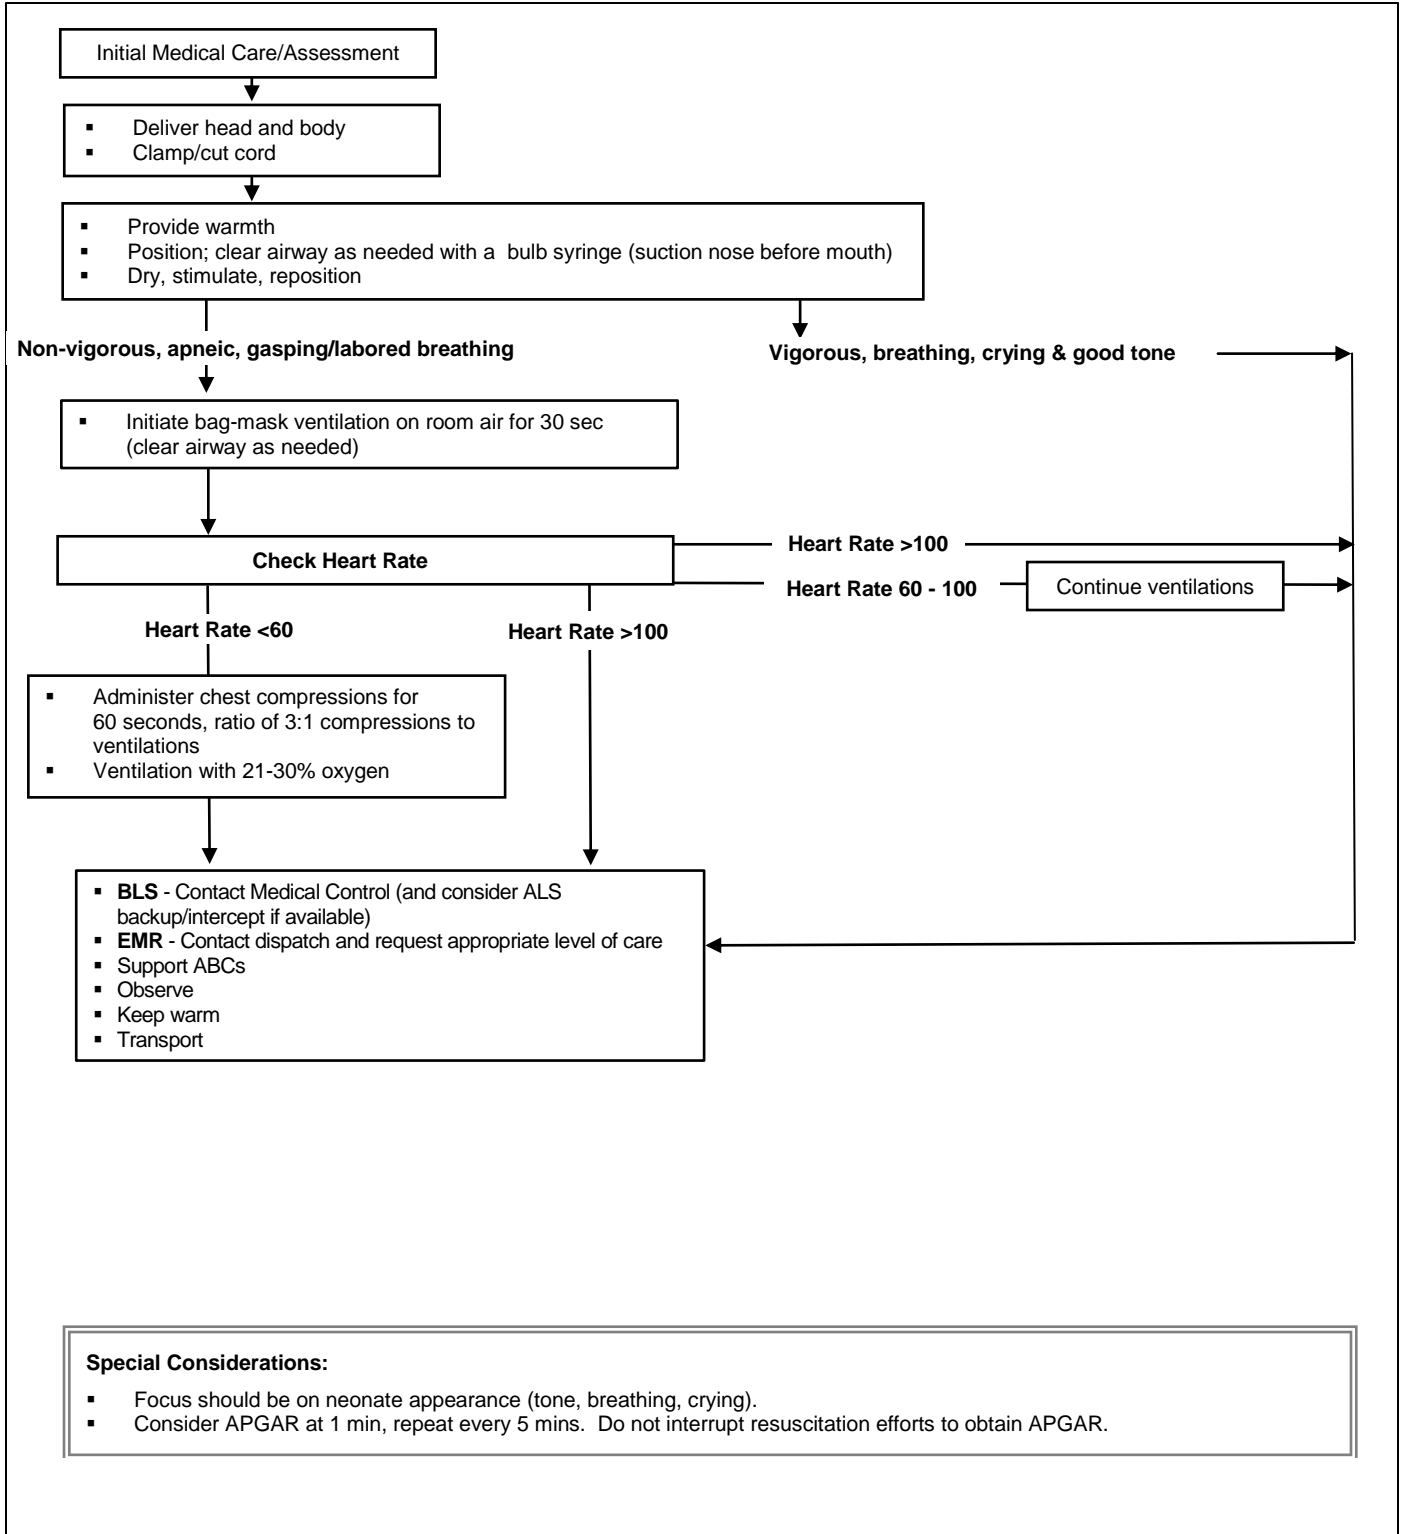 Initial Medical Care/Assessment
▪ Deliver head and body
▪ Clamp/cut cord
▪ Provide warmth
▪ Position; clear airway as needed with a  bulb syringe (suction nose before mouth)
▪ Dry, stimulate, reposition
Non-vigorous, apneic, gasping/labored breathing
Vigorous, breathing, crying & good tone
▪ Initiate bag-mask ventilation on room air for 30 sec
(clear airway as needed)
Check Heart Rate
Heart Rate >100
Heart Rate 60 - 100
Continue ventilations
Heart Rate <60
Heart Rate >100
▪ Administer chest compressions for
60 seconds, ratio of 3:1 compressions to
ventilations
▪ Ventilation with 21-30% oxygen
▪ BLS - Contact Medical Control (and consider ALS
backup/intercept if available)
▪ EMR - Contact dispatch and request appropriate level of care
▪ Support ABCs
▪ Observe
▪ Keep warm
▪ Transport
Special Considerations:
▪ Focus should be on neonate appearance (tone, breathing, crying).
▪ Consider APGAR at 1 min, repeat every 5 mins.  Do not interrupt resuscitation efforts to obtain APGAR.